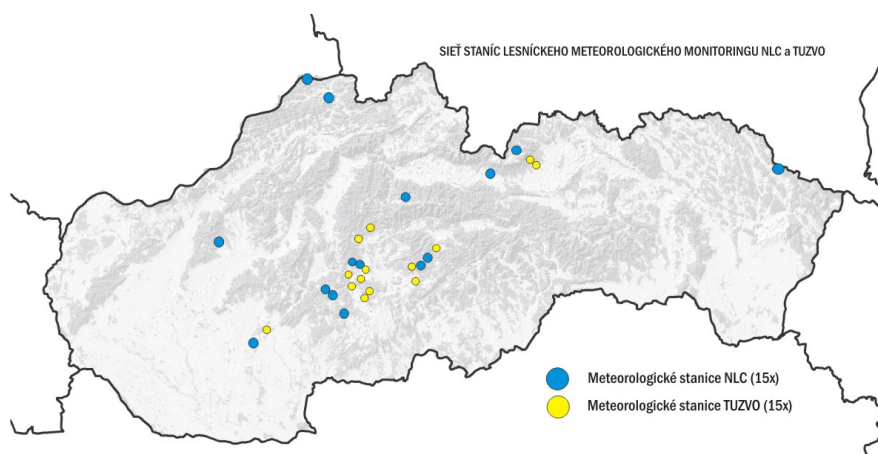 SIEŤ STANÍC LESNÍCKEHO METEOROLOGICKÉHO MONITORINGU NLC a TUZVO
Meteorologické stanice NLC (15x)
Meteorologické stanice TUZVO (15x)